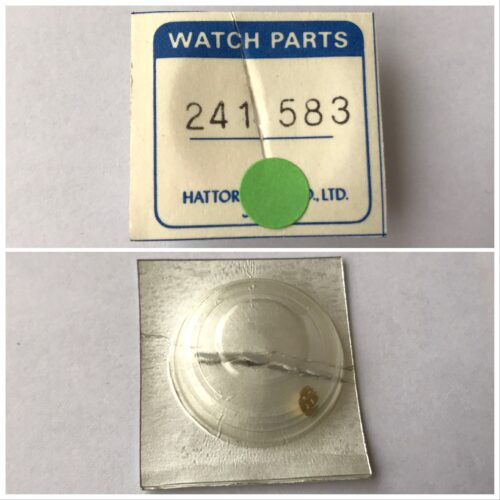 WATCH PARTS
241 583
HATTOR O., LTD.